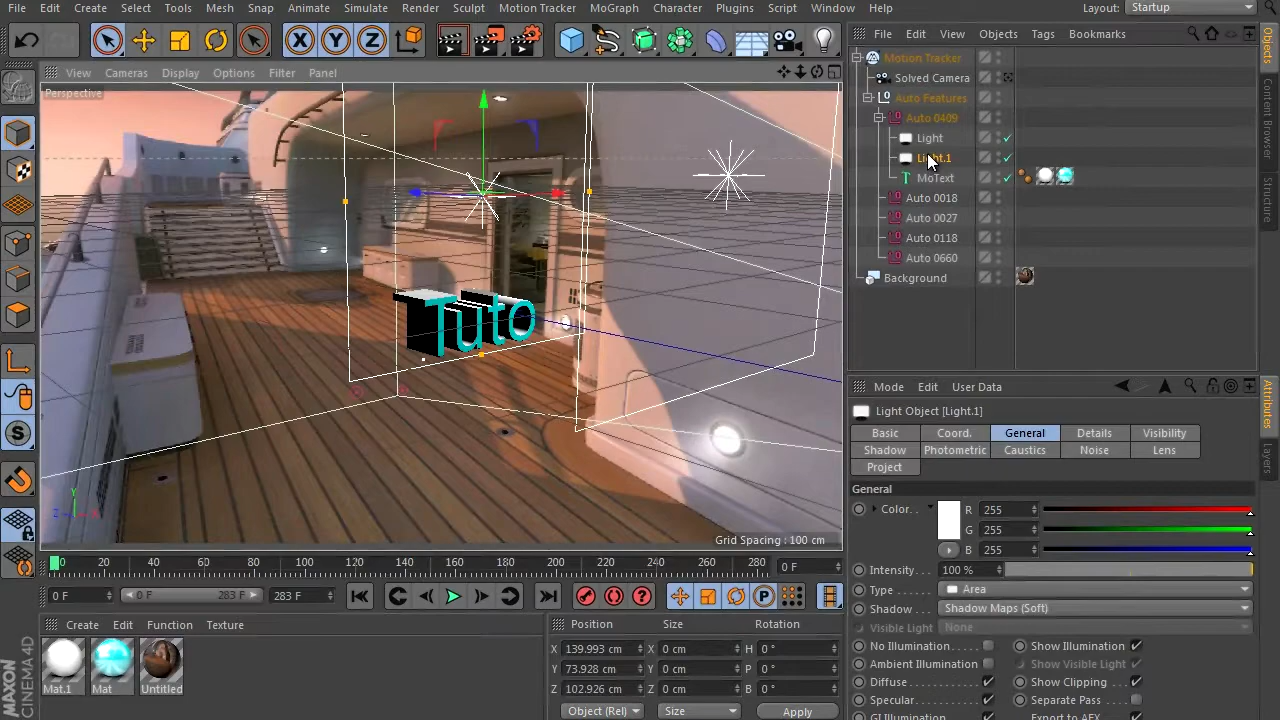 File Edit Create Select Tools Mesh Snap Animate Simulate Render Sculpt Motion Tracker MoGraph Character Plugins Script Window Help Layout: Startup
File Edit View Objects Tags Bookmarks
View Cameras Display Options Filter Panel
Perspective
Motion Tracker
Solved Camera
Auto Features
Auto 0409
Light
Light.1
MoText
Auto 0018
Auto 0027
Auto 0118
Auto 0660
Background
Objects
Content Browser
Structure
Tuto
Grid Spacing : 100 cm
Mode Edit User Data
Light Object [Light.1]
Basic Coord. General Details Visibility
Shadow Photometric Caustics Noise Lens
Project
Attributes
Layers
General
Color. . R 255
G 255
B 255
Intensity. . . 100 %
Type . . . . . Area
Shadow . . . Shadow Maps (Soft)
Visible Light None
No Illumination . . . . . Show Illumination
Ambient Illumination Show Visible Light
Diffuse . . . . . . . . . . . Show Clipping
Specular. . . . . . . . . . Separate Pass
GI Illumination Export to AFX
0 20 40 60 80 100 120 140 160 180 200 220 240 260 280 0 F
0 F 0 F 283 F 283 F
Create Edit Function Texture
Mat.1 Mat Untitled
Position Size Rotation
X 139.993 cm X 0 cm H 0 °
Y 73.928 cm Y 0 cm P 0 °
Z 102.926 cm Z 0 cm B 0 °
Object (Rel) Size Apply
MAXON
CINEMA 4D